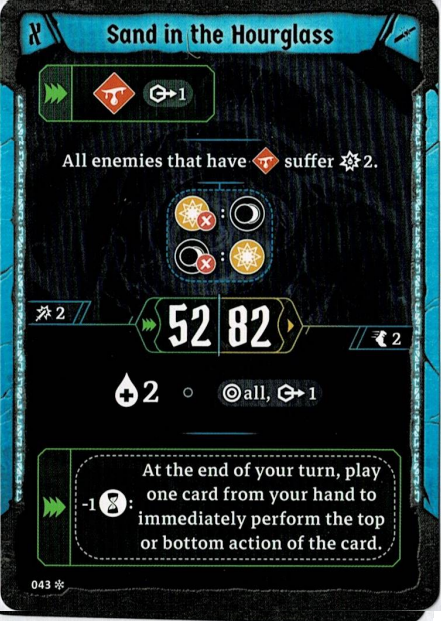 Sand in the Hourglass
1
All enemies that have suffer 2.
:
:
2
52 82
2
2 all, 1
-1 :
At the end of your turn, play
one card from your hand to
immediately perform the top
or bottom action of the card.
043